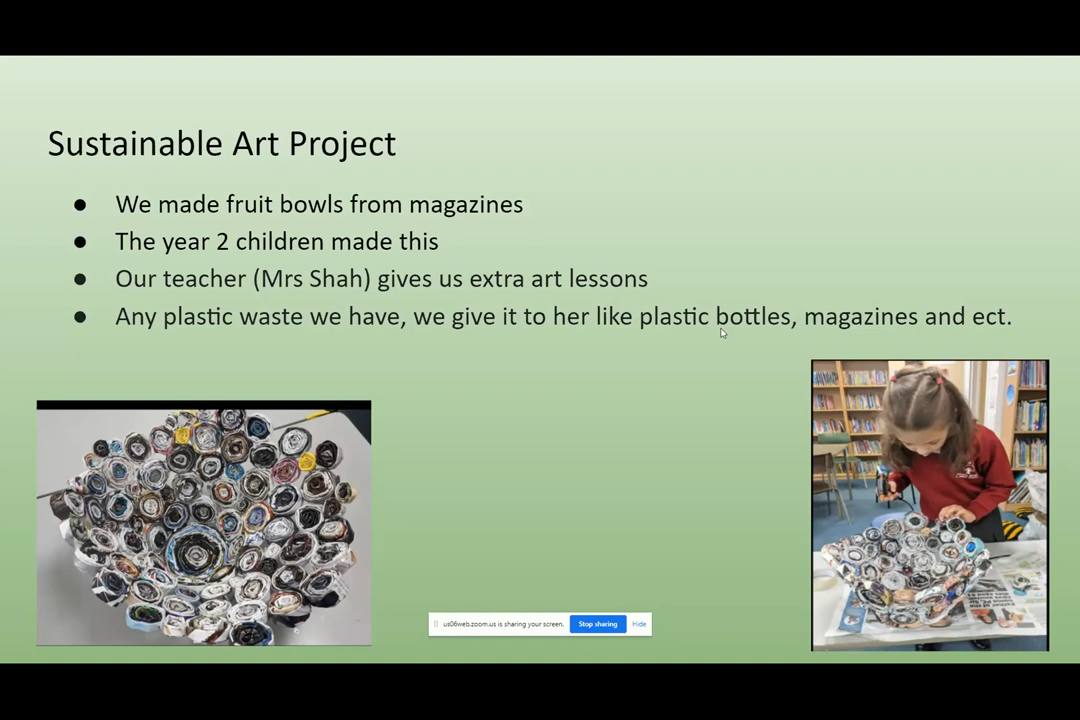 Sustainable Art Project
● We made fruit bowls from magazines
● The year 2 children made this
● Our teacher (Mrs Shah) gives us extra art lessons
● Any plastic waste we have, we give it to her like plastic bottles, magazines and ect.
us06web.zoom.us is sharing your screen. Stop sharing Hide